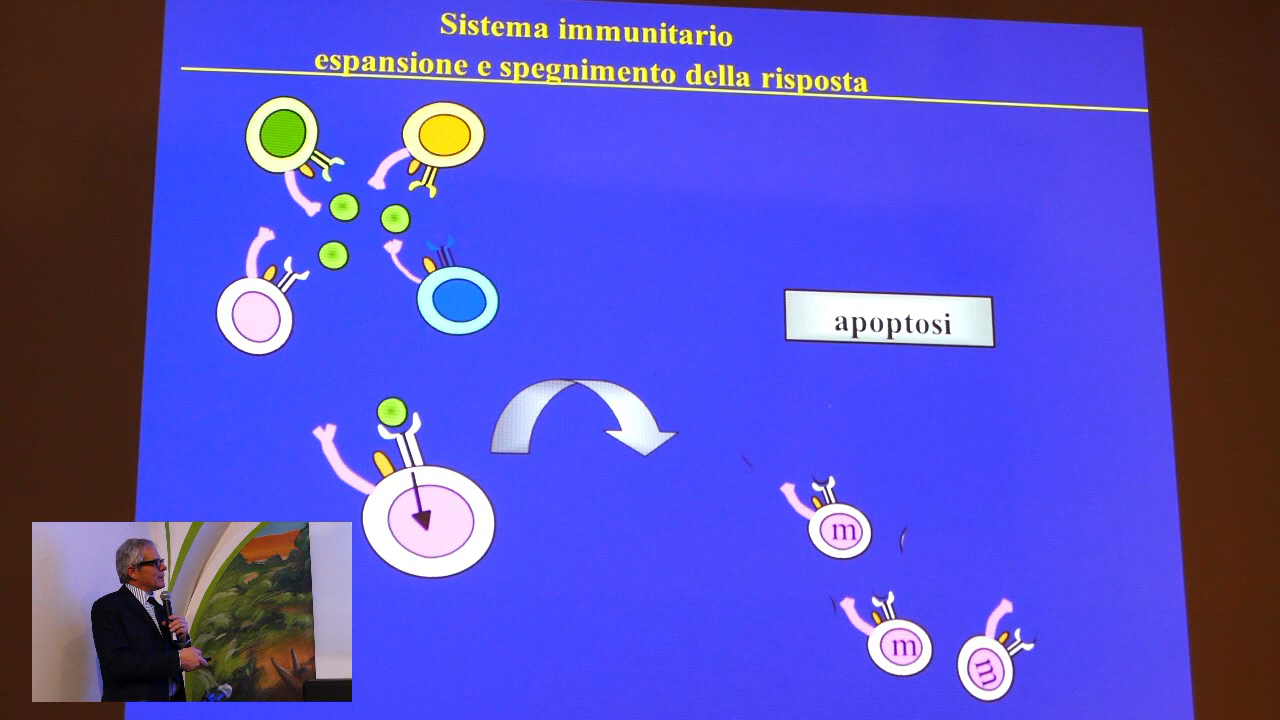 Sistema immunitario
espansione e spegnimento della risposta
apoptosi
m
m
m